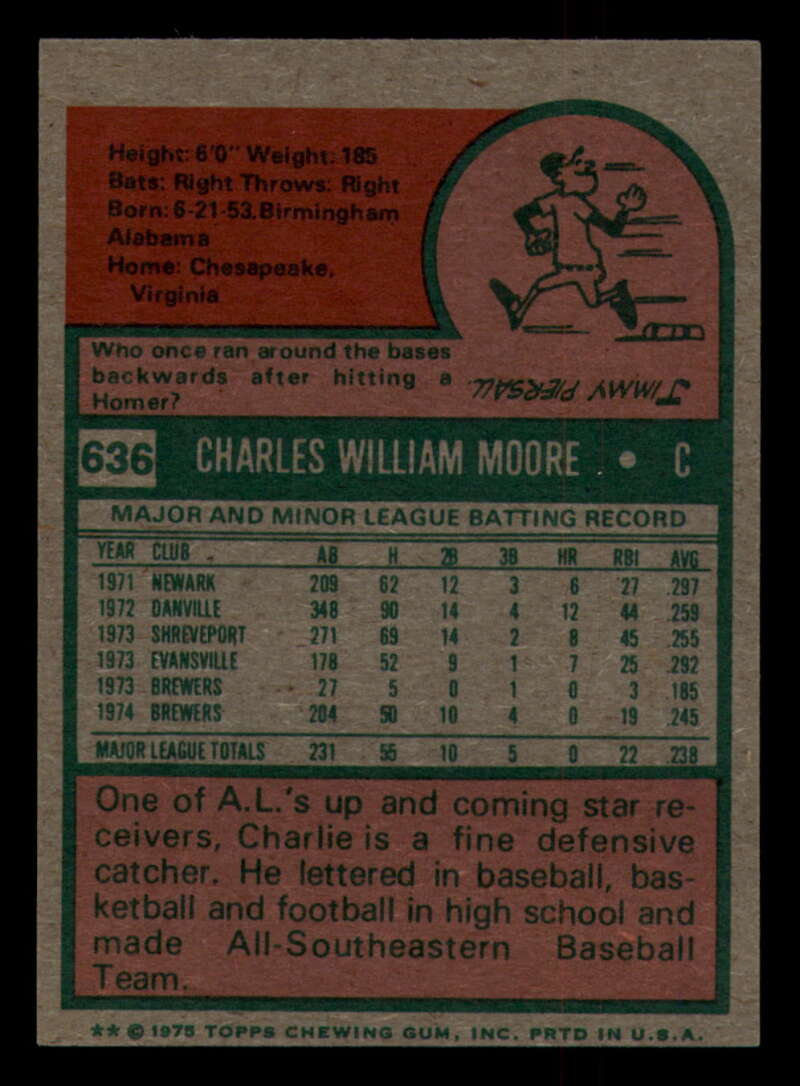 Height: 6'0" Weight: 185
Bats: Right Throws: Right
Born: 6-21-53, Birmingham
Alabama
Home: Chesapeake,
Virginia
Who once ran around the bases
backwards after hitting a
Homer?
JIMMY PIERSALL.
636 CHARLES WILLIAM MOORE • C
MAJOR AND MINOR LEAGUE BATTING RECORD
YEAR CLUB AB H 2B 3B HR RBI AVG
1971 NEWARK 209 62 12 3 6 27 .297
1972 DANVILLE 348 90 14 4 12 44 .259
1973 SHREVEPORT 271 69 14 2 8 45 .255
1973 EVANSVILLE 178 52 9 1 7 25 .292
1973 BREWERS 27 5 0 1 0 3 .185
1974 BREWERS 204 50 10 4 0 19 .245
MAJOR LEAGUE TOTALS 231 55 10 5 0 22 .238
One of A.L.'s up and coming star re-
ceivers, Charlie is a fine defensive
catcher. He lettered in baseball, bas-
ketball and football in high school and
made All-Southeastern Baseball
Team.
** © 1975 TOPPS CHEWING GUM, INC. PRTD IN U.S.A.